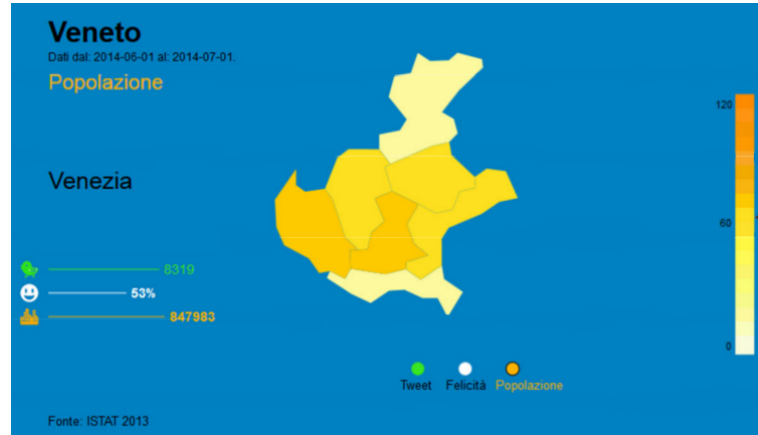 Veneto
Dati dal: 2014-06-01 al: 2014-07-01.
Popolazione
120
Venezia
60
8319
53%
847983
0
Tweet Felicità Popolazione
Fonte: ISTAT 2013